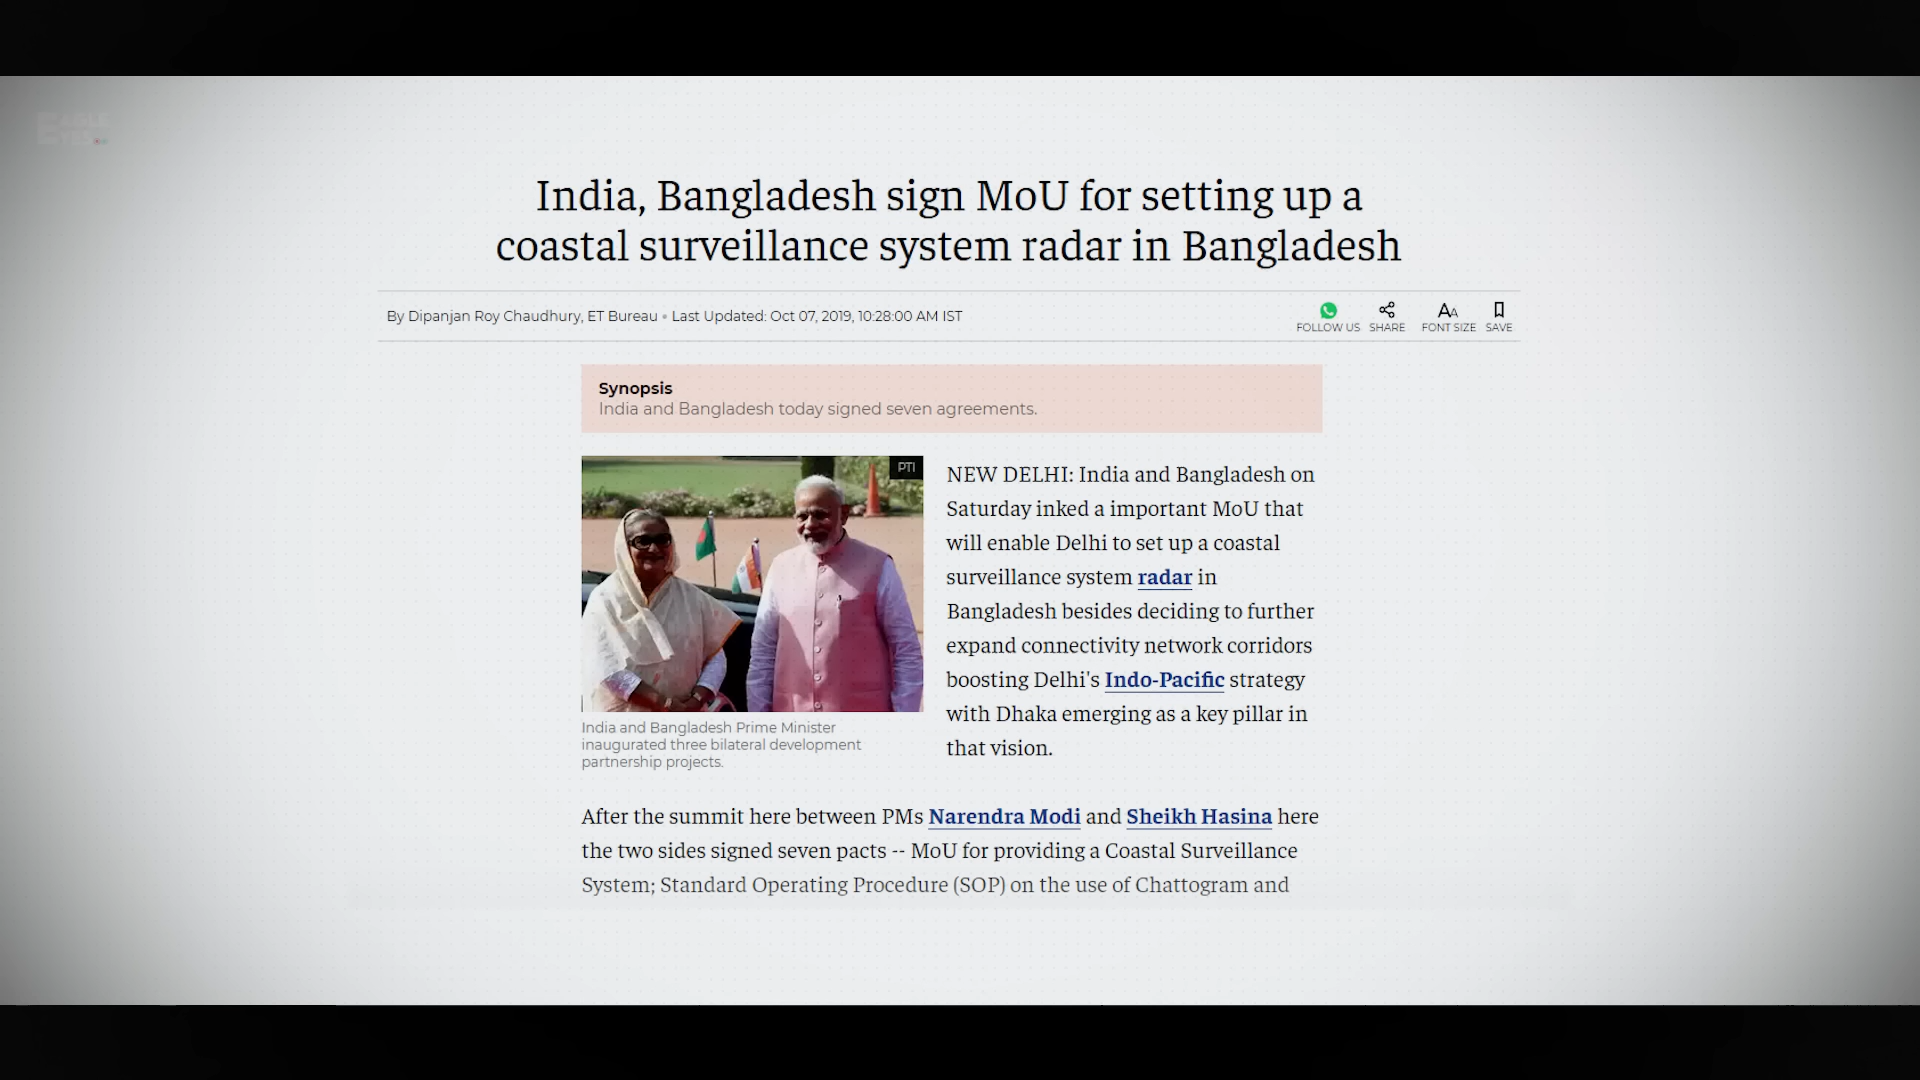 EAGLE
EYES
India, Bangladesh sign MoU for setting up a
coastal surveillance system radar in Bangladesh
By Dipanjan Roy Chaudhury, ET Bureau • Last Updated: Oct 07, 2019, 10:28:00 AM IST
FOLLOW US SHARE FONT SIZE SAVE
Synopsis
India and Bangladesh today signed seven agreements.
PTI
India and Bangladesh Prime Minister
inaugurated three bilateral development
partnership projects.
NEW DELHI: India and Bangladesh on
Saturday inked a important MoU that
will enable Delhi to set up a coastal
surveillance system radar in
Bangladesh besides deciding to further
expand connectivity network corridors
boosting Delhi's Indo-Pacific strategy
with Dhaka emerging as a key pillar in
that vision.
After the summit here between PMs Narendra Modi and Sheikh Hasina here
the two sides signed seven pacts -- MoU for providing a Coastal Surveillance
System; Standard Operating Procedure (SOP) on the use of Chattogram and